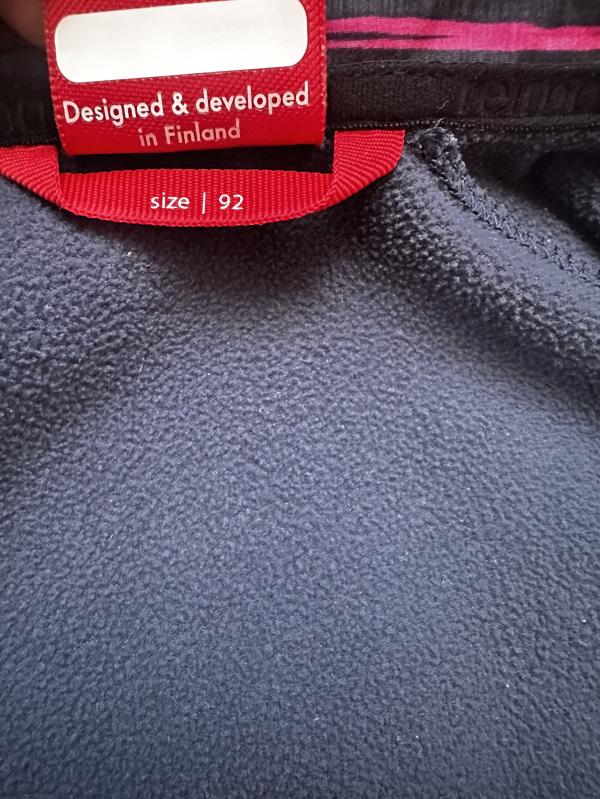 Designed & developed
in Finland
size | 92